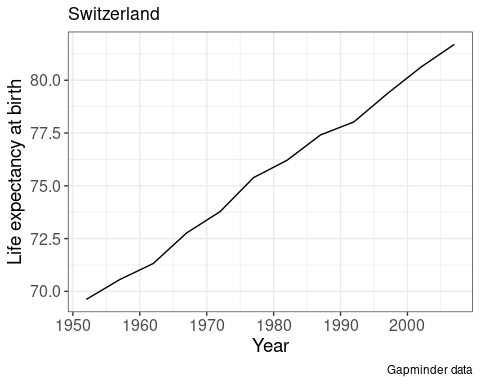 Switzerland
Life expectancy at birth
80.0
77.5
75.0
72.5
70.0
1950 1960 1970 1980 1990 2000
Year
Gapminder data